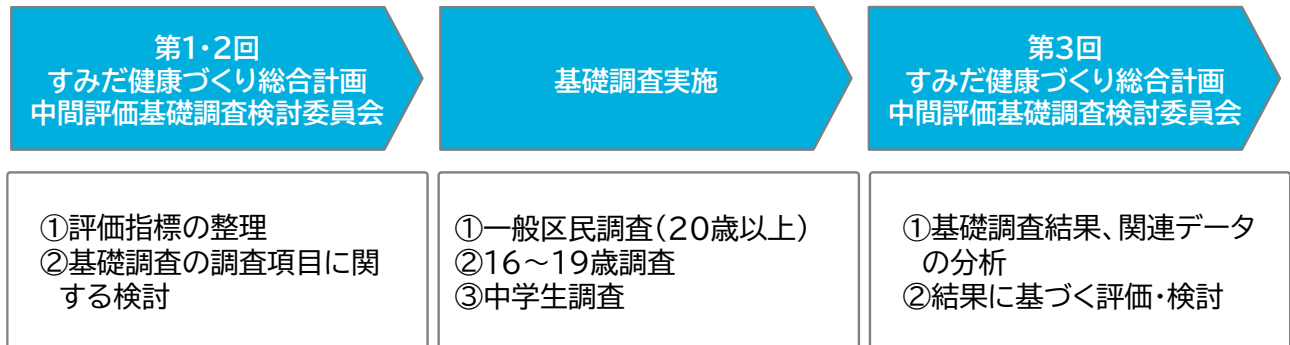 第1・2回
すみだ健康づくり総合計画
中間評価基礎調査検討委員会
基礎調査実施
第3回
すみだ健康づくり総合計画
中間評価基礎調査検討委員会
①評価指標の整理
②基礎調査の調査項目に関
する検討
①一般区民調査(20歳以上)
②16~19歳調査
③中学生調査
①基礎調査結果、関連データ
の分析
②結果に基づく評価・検討